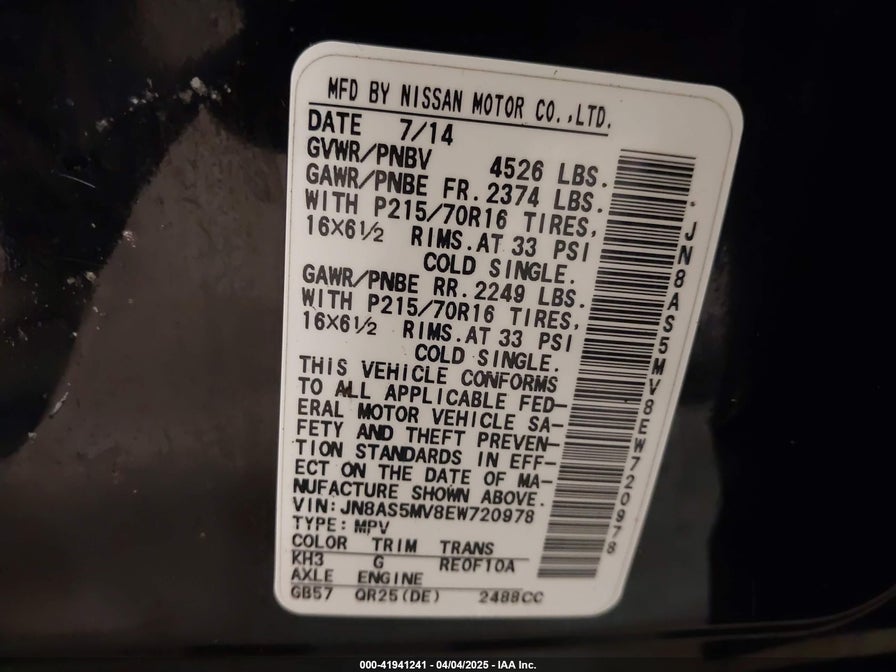 MFD BY NISSAN MOTOR CO.,LTD.
DATE 7/14
GVWR/PNBV 4526 LBS.
GAWR/PNBE FR. 2374 LBS.
WITH P215/70R16 TIRES,
16X6½ RIMS. AT 33 PSI
COLD SINGLE.
GAWR/PNBE RR. 2249 LBS.
WITH P215/70R16 TIRES,
16X6½ RIMS. AT 33 PSI
COLD SINGLE.
THIS VEHICLE CONFORMS
TO ALL APPLICABLE FED-
ERAL MOTOR VEHICLE SA-
FETY AND THEFT PREVEN-
TION STANDARDS IN EFF-
ECT ON THE DATE OF MA-
NUFACTURE SHOWN ABOVE.
VIN: JN8AS5MV8EW720978
TYPE: MPV
COLOR TRIM TRANS
KH3 G RE0F10A
AXLE ENGINE
GB57 QR25(DE) 2488CC
JN8AS5MV8EW720978
000-41941241 - 04/04/2025 - IAA Inc.